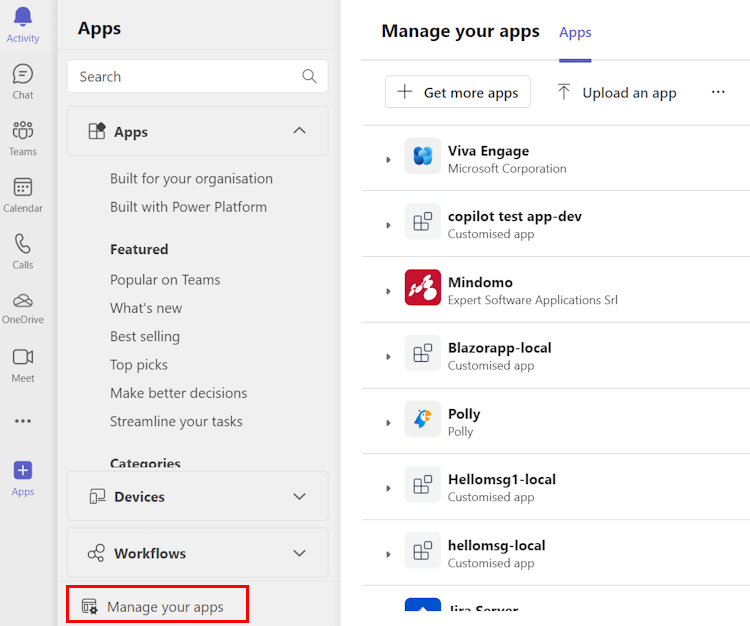 Activity
Chat
Teams
Calendar
Calls
OneDrive
Meet
Apps
Apps
Search
Apps
Built for your organisation
Built with Power Platform
Featured
Popular on Teams
What's new
Best selling
Top picks
Make better decisions
Streamline your tasks
Categories
Devices
Workflows
Manage your apps
Manage your apps Apps
Get more apps Upload an app
Viva Engage
Microsoft Corporation
copilot test app-dev
Customised app
Mindomo
Expert Software Applications Srl
Blazorapp-local
Customised app
Polly
Polly
Hellomsg1-local
Customised app
hellomsg-local
Customised app
Jira Server